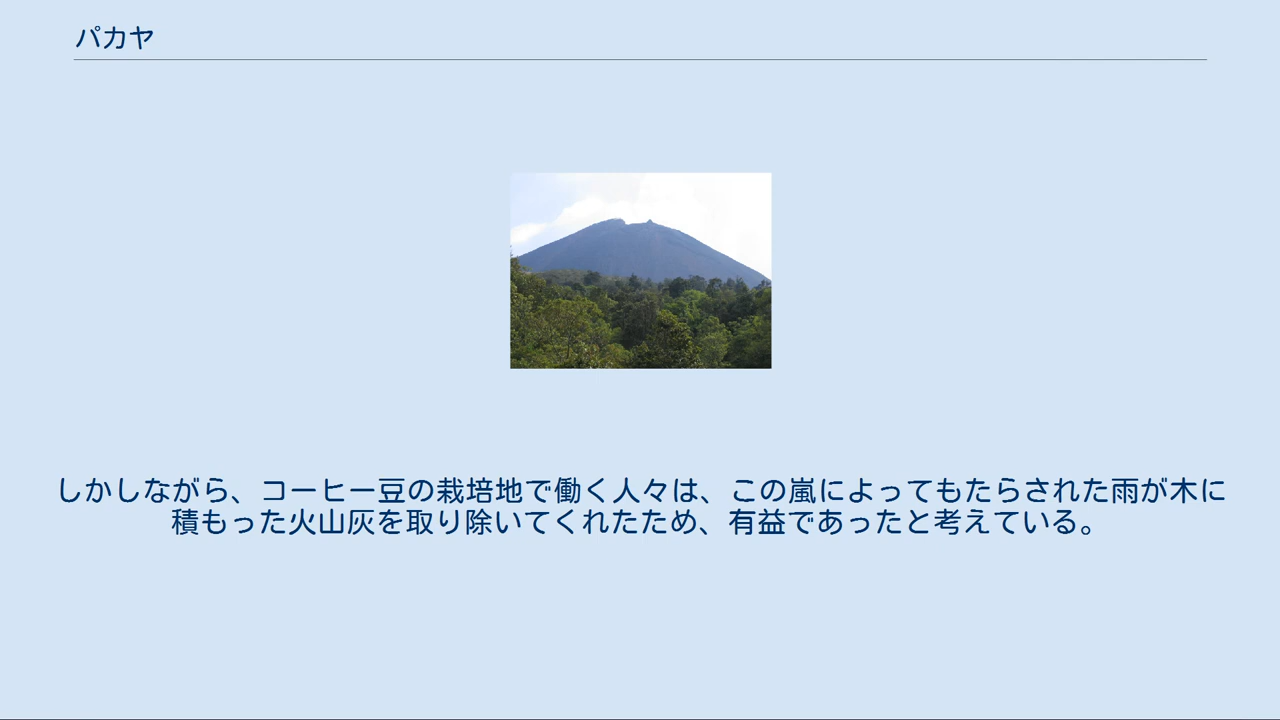 パカヤ
しかしながら、コーヒー豆の栽培地で働く人々は、この嵐によってもたらされた雨が木に
積もった火山灰を取り除いてくれたため、有益であったと考えている。